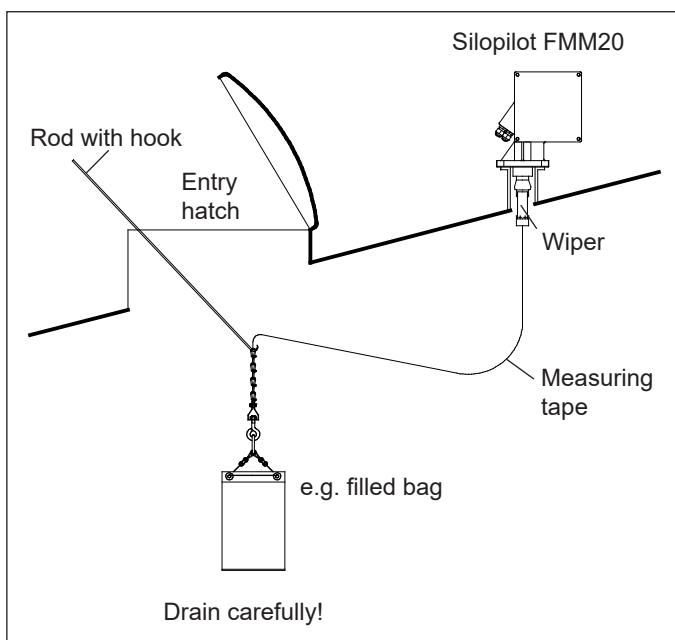 Silopilot FMM20
Rod with hook
Entry
hatch
Wiper
Measuring
tape
e.g. filled bag
Drain carefully!